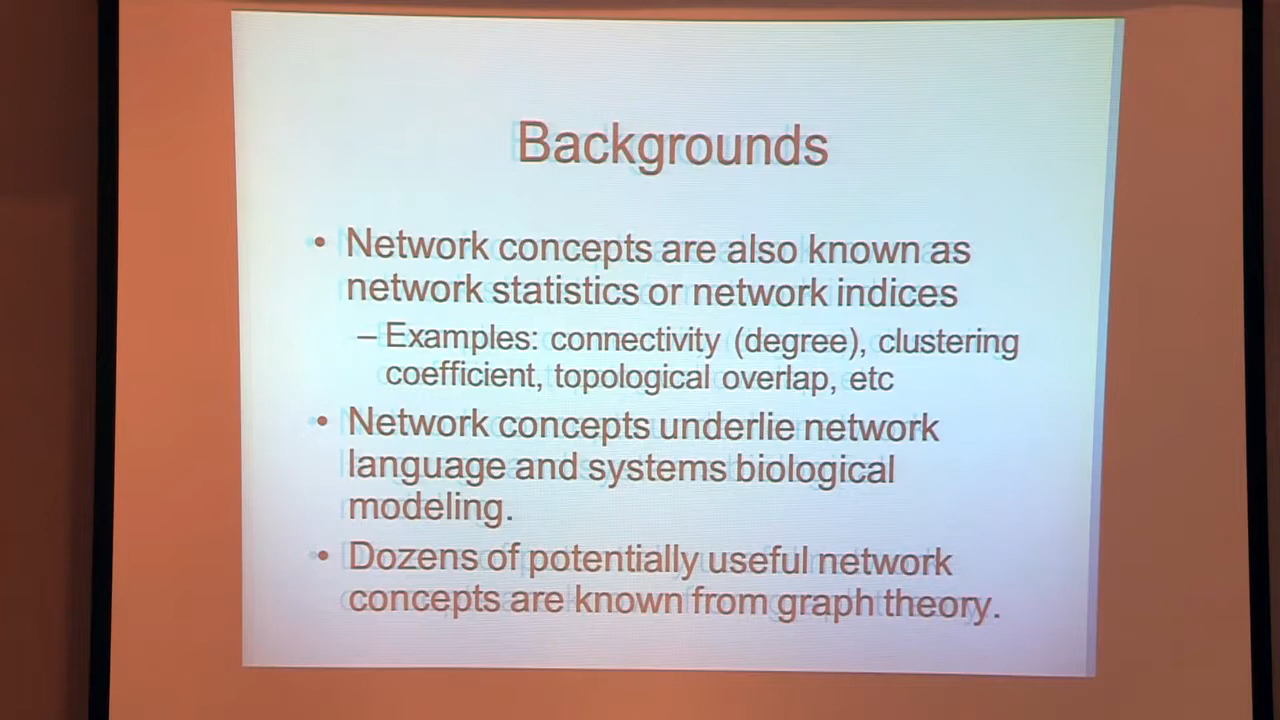 Backgrounds
• Network concepts are also known as
network statistics or network indices
– Examples: connectivity (degree), clustering
coefficient, topological overlap, etc
• Network concepts underlie network
language and systems biological
modeling.
• Dozens of potentially useful network
concepts are known from graph theory.